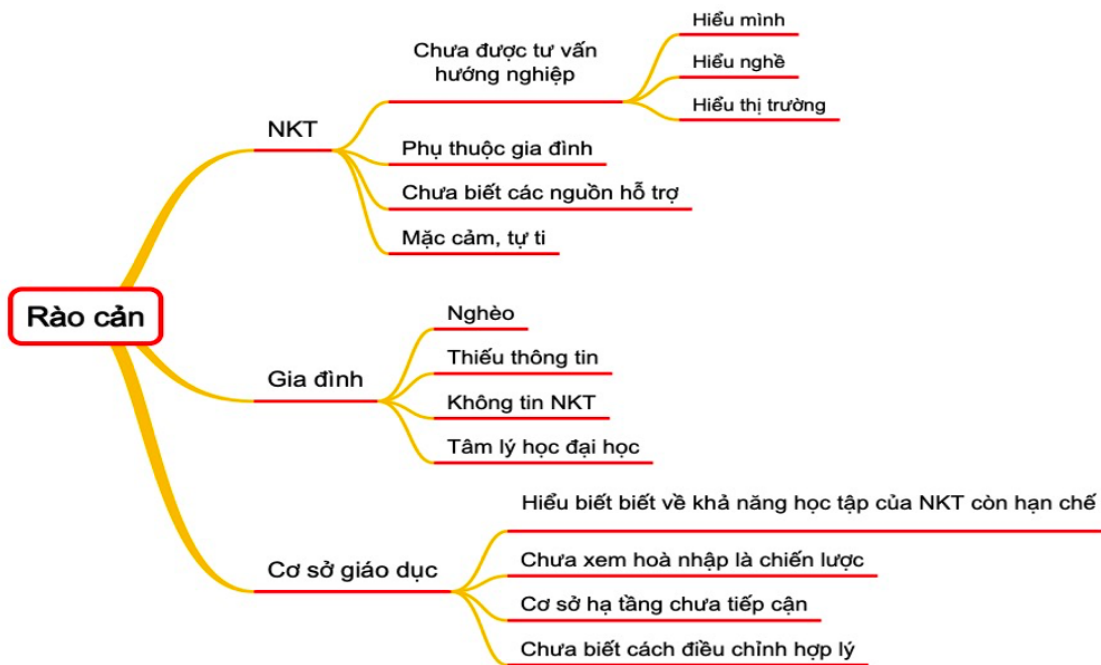 Rào cản
NKT
Chưa được tư vấn
hướng nghiệp
Hiểu mình
Hiểu nghề
Hiểu thị trường
Phụ thuộc gia đình
Chưa biết các nguồn hỗ trợ
Mặc cảm, tự ti
Gia đình
Nghèo
Thiếu thông tin
Không tin NKT
Tâm lý học đại học
Cơ sở giáo dục
Hiểu biết biết về khả năng học tập của NKT còn hạn chế
Chưa xem hoà nhập là chiến lược
Cơ sở hạ tầng chưa tiếp cận
Chưa biết cách điều chỉnh hợp lý